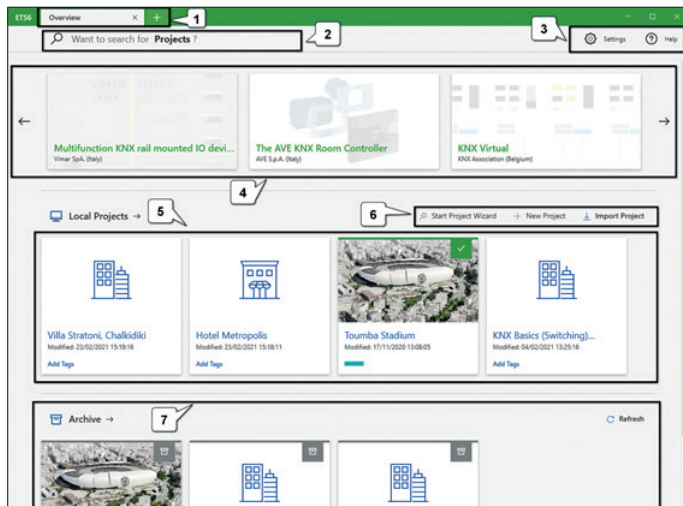 ETS6 Overview × +
1
Want to search for Projects ?
2
3
Settings Help
Multifunction KNX rail mounted IO devi...
Vimar SpA. (Italy)
The AVE KNX Room Controller
AVE S.p.A. (Italy)
KNX Virtual
KNX Association (Belgium)
4
Local Projects →
5
6
Start Project Wizard + New Project Import Project
Villa Stratoni, Chalkidiki
Modified: 23/02/2021 15:19:16
Add Tags
Hotel Metropolis
Modified: 23/02/2021 15:18:11
Add Tags
Toumba Stadium
Modified: 17/11/2020 13:08:05
KNX Basics (Switching)...
Modified: 04/02/2021 13:25:16
Add Tags
Archive →
7
Refresh